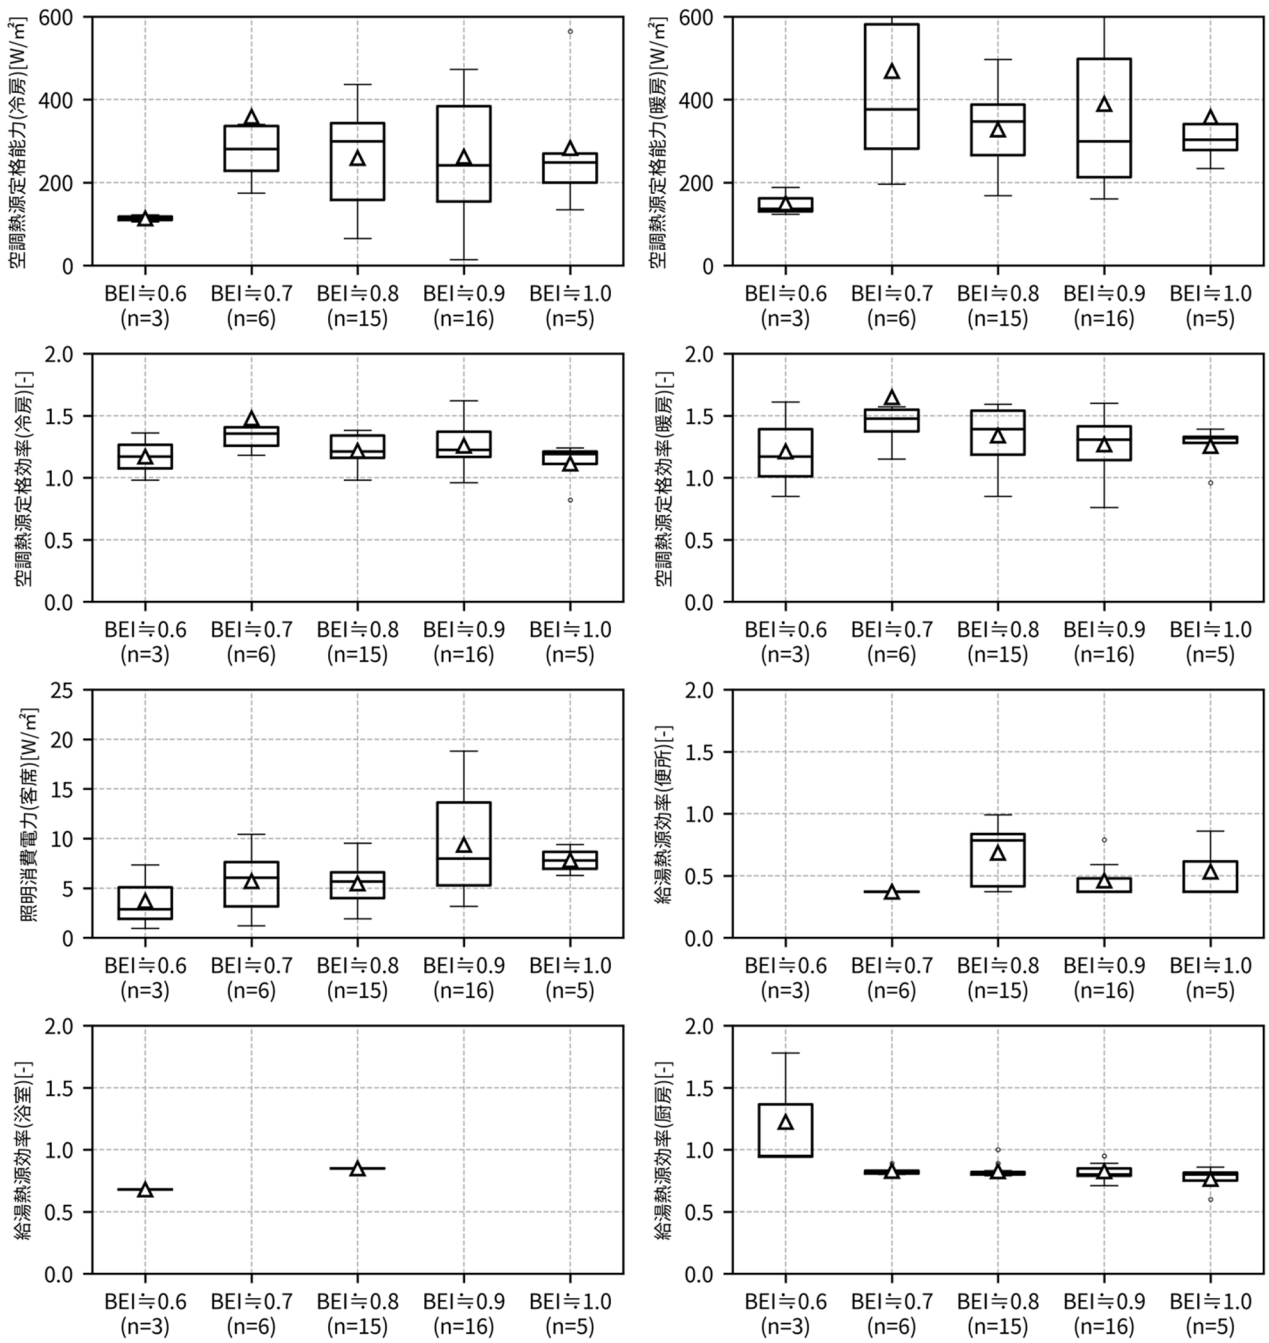 空調熱源定格能力(冷房)[W/㎡]
600
400
200
0
BEI≒0.6 BEI≒0.7 BEI≒0.8 BEI≒0.9 BEI≒1.0
(n=3) (n=6) (n=15) (n=16) (n=5)
空調熱源定格能力(暖房)[W/㎡]
600
400
200
0
BEI≒0.6 BEI≒0.7 BEI≒0.8 BEI≒0.9 BEI≒1.0
(n=3) (n=6) (n=15) (n=16) (n=5)
空調熱源定格効率(冷房)[-]
2.0
1.5
1.0
0.5
0.0
BEI≒0.6 BEI≒0.7 BEI≒0.8 BEI≒0.9 BEI≒1.0
(n=3) (n=6) (n=15) (n=16) (n=5)
空調熱源定格効率(暖房)[-]
2.0
1.5
1.0
0.5
0.0
BEI≒0.6 BEI≒0.7 BEI≒0.8 BEI≒0.9 BEI≒1.0
(n=3) (n=6) (n=15) (n=16) (n=5)
照明消費電力(客席)[W/㎡]
25
20
15
10
5
0
BEI≒0.6 BEI≒0.7 BEI≒0.8 BEI≒0.9 BEI≒1.0
(n=3) (n=6) (n=15) (n=16) (n=5)
給湯熱源効率(便所)[-]
2.0
1.5
1.0
0.5
0.0
BEI≒0.6 BEI≒0.7 BEI≒0.8 BEI≒0.9 BEI≒1.0
(n=3) (n=6) (n=15) (n=16) (n=5)
給湯熱源効率(浴室)[-]
2.0
1.5
1.0
0.5
0.0
BEI≒0.6 BEI≒0.7 BEI≒0.8 BEI≒0.9 BEI≒1.0
(n=3) (n=6) (n=15) (n=16) (n=5)
給湯熱源効率(厨房)[-]
2.0
1.5
1.0
0.5
0.0
BEI≒0.6 BEI≒0.7 BEI≒0.8 BEI≒0.9 BEI≒1.0
(n=3) (n=6) (n=15) (n=16) (n=5)